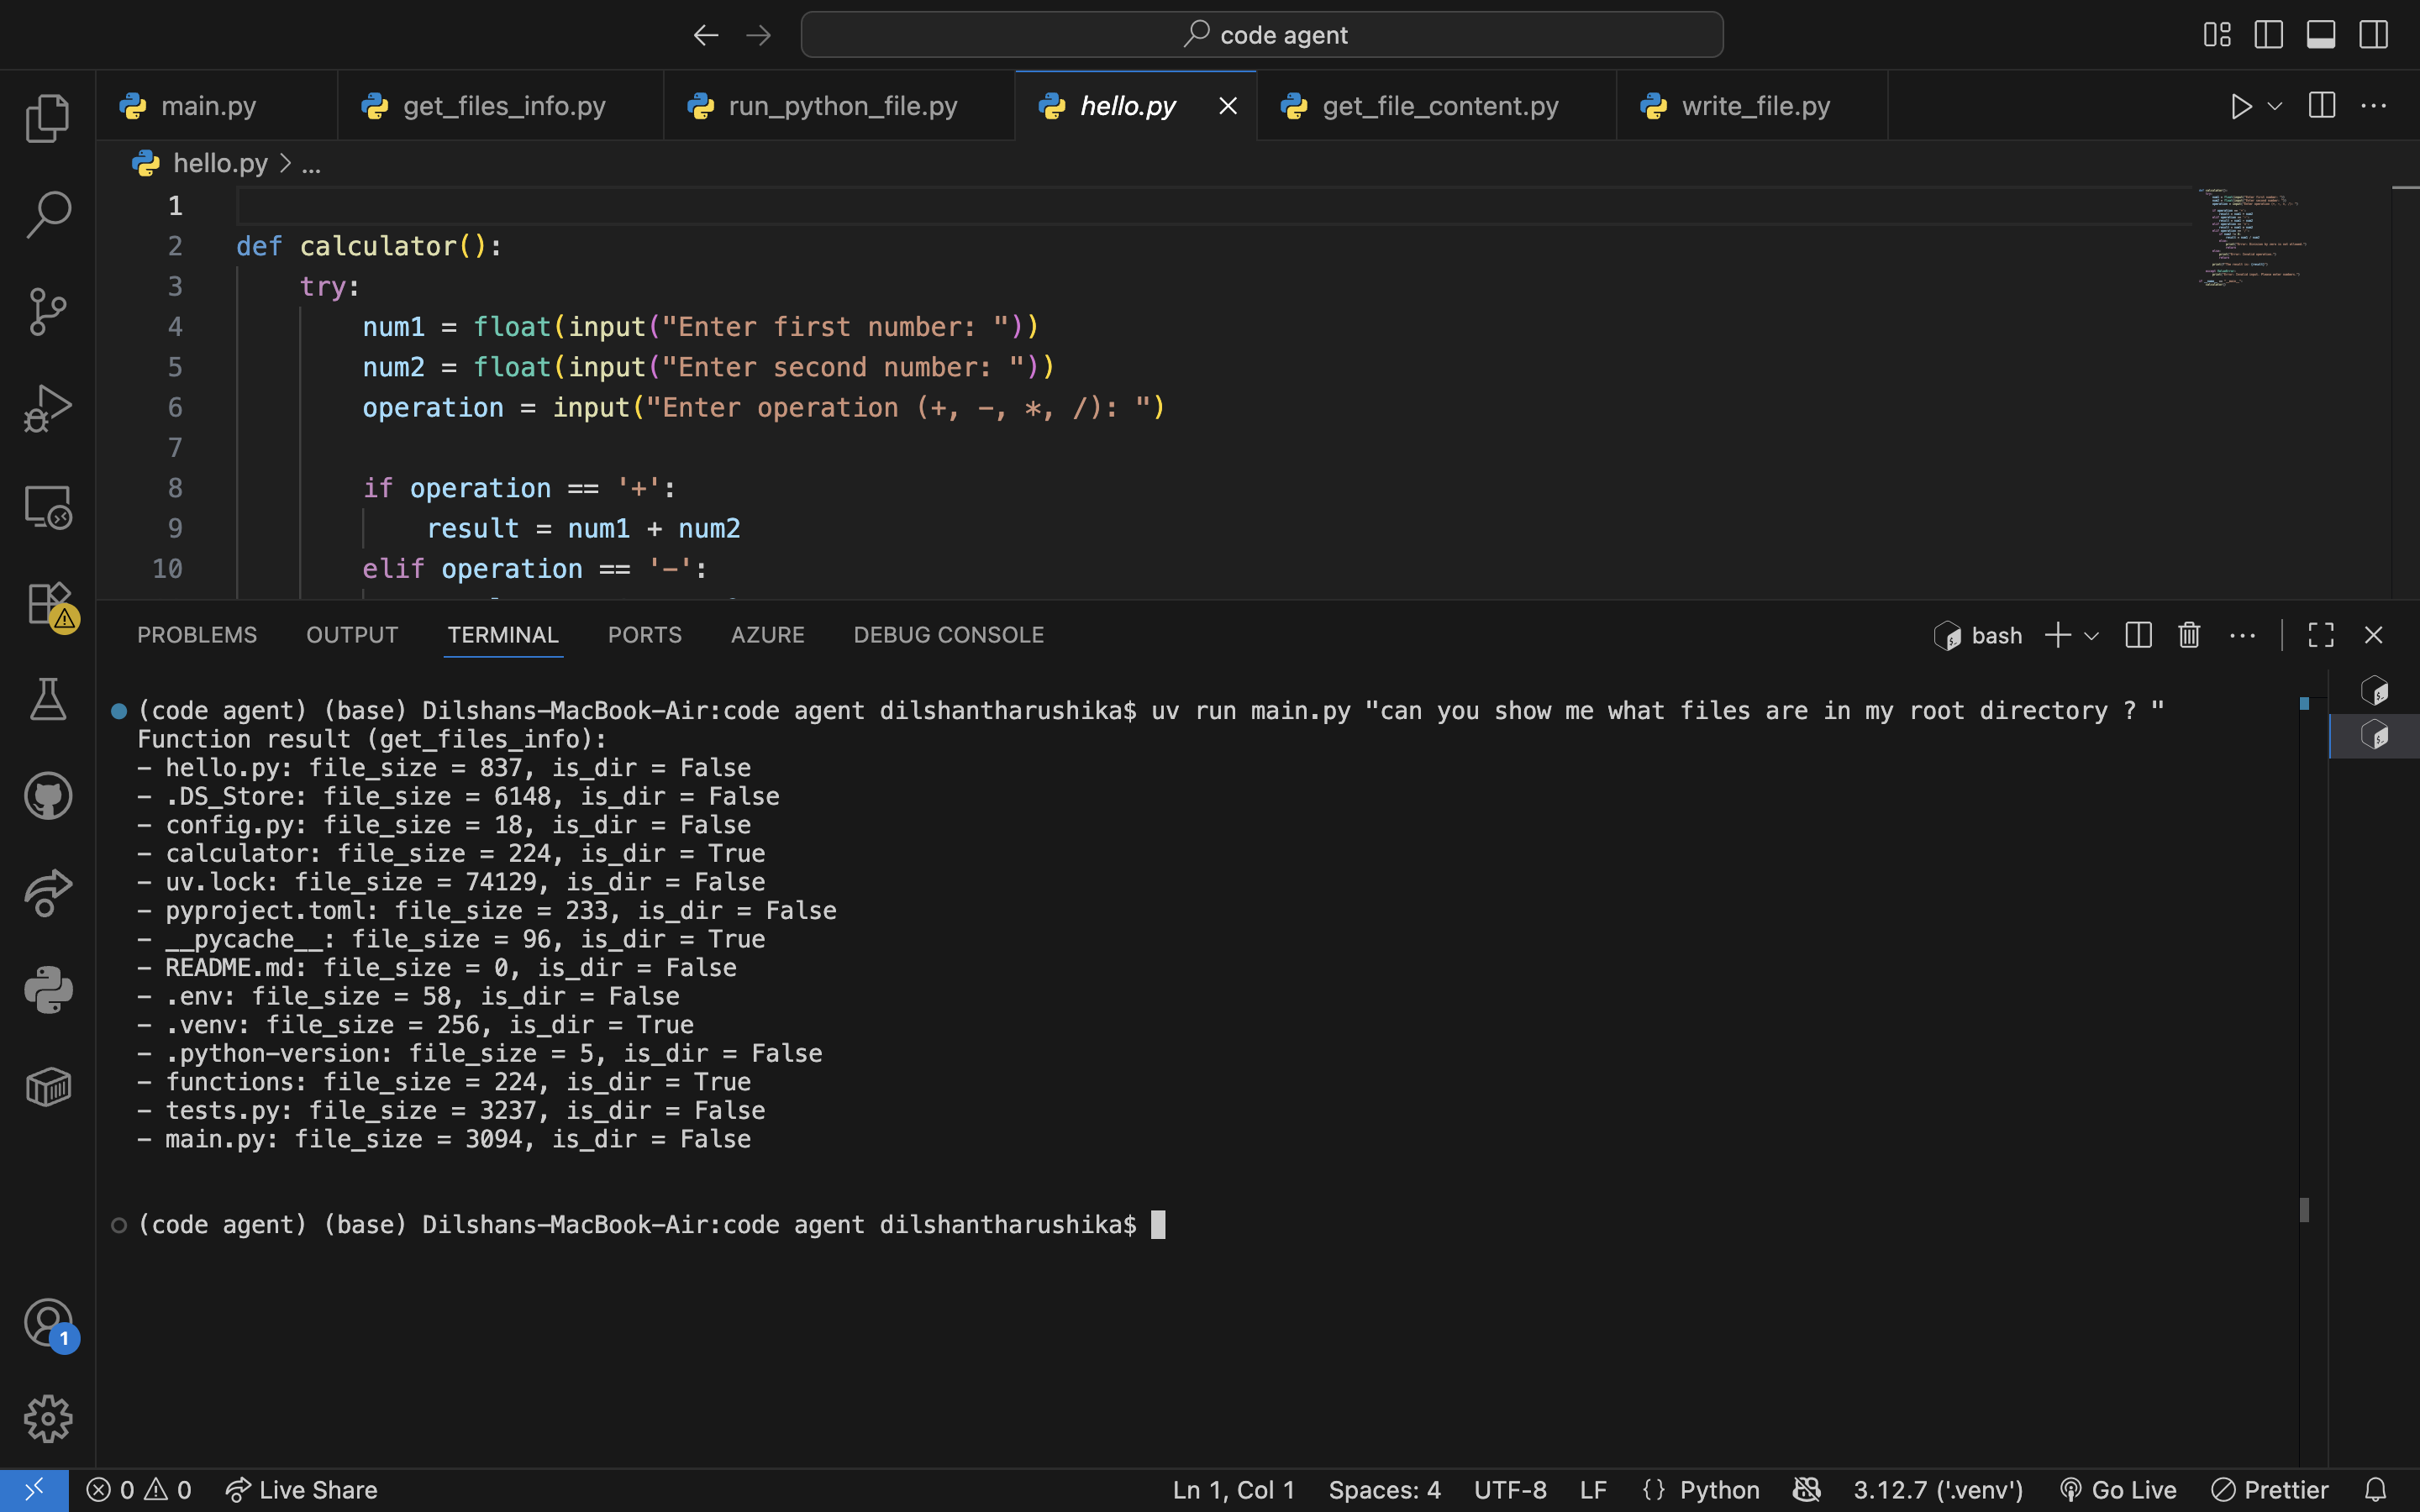 code agent
main.py
get_files_info.py
run_python_file.py
hello.py
get_file_content.py
write_file.py
hello.py > ...
1
2 def calculator():
3 try:
4 num1 = float(input("Enter first number: "))
5 num2 = float(input("Enter second number: "))
6 operation = input("Enter operation (+, -, *, /): ")
7
8 if operation == '+':
9 result = num1 + num2
10 elif operation == '-':
PROBLEMS OUTPUT TERMINAL PORTS AZURE DEBUG CONSOLE
bash
(code agent) (base) Dilshans-MacBook-Air:code agent dilshantharushika$ uv run main.py "can you show me what files are in my root directory ? "
Function result (get_files_info):
- hello.py: file_size = 837, is_dir = False
- .DS_Store: file_size = 6148, is_dir = False
- config.py: file_size = 18, is_dir = False
- calculator: file_size = 224, is_dir = True
- uv.lock: file_size = 74129, is_dir = False
- pyproject.toml: file_size = 233, is_dir = False
- __pycache__: file_size = 96, is_dir = True
- README.md: file_size = 0, is_dir = False
- .env: file_size = 58, is_dir = False
- .venv: file_size = 256, is_dir = True
- .python-version: file_size = 5, is_dir = False
- functions: file_size = 224, is_dir = True
- tests.py: file_size = 3237, is_dir = False
- main.py: file_size = 3094, is_dir = False
(code agent) (base) Dilshans-MacBook-Air:code agent dilshantharushika$
1
0 0 Live Share Ln 1, Col 1 Spaces: 4 UTF-8 LF {} Python 3.12.7 ('.venv') Go Live Prettier